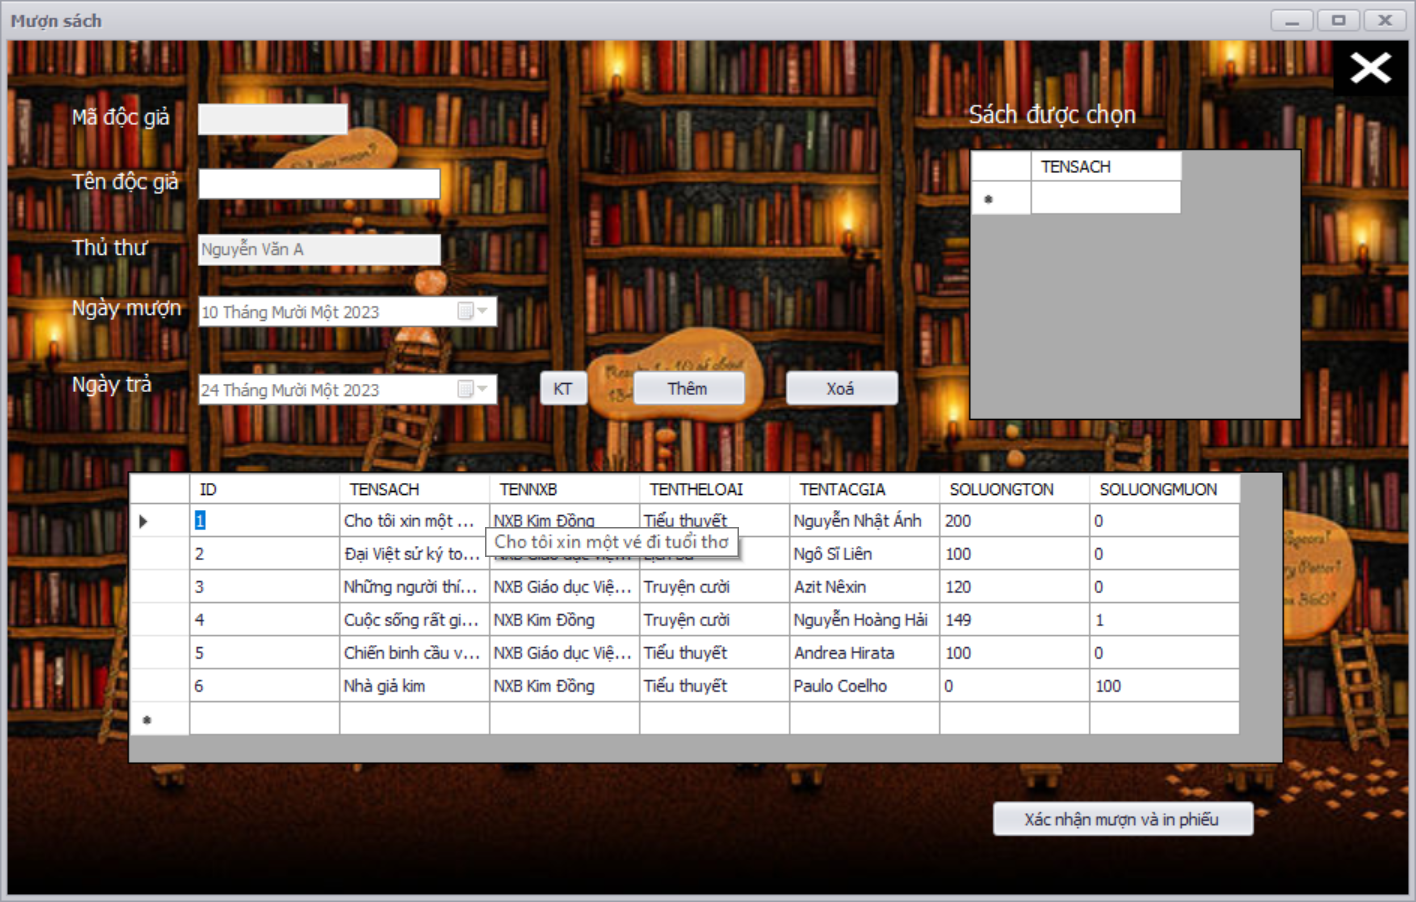 Mượn sách
Mã độc giả
Tên độc giả
Thủ thư
Nguyễn Văn A
Ngày mượn
10 Tháng Mười Một 2023
Ngày trả
24 Tháng Mười Một 2023
KT
Thêm
Xoá
Sách được chọn
TENSACH
ID TENSACH TENNXB TENTHELOAI TENTACGIA SOLUONGTON SOLUONGMUON
1 Cho tôi xin một ... NXB Kim Đồng Tiểu thuyết Nguyễn Nhật Ánh 200 0
Cho tôi xin một vé đi tuổi thơ
2 Đại Việt sử ký to... Ngô Sĩ Liên 100 0
3 Những người thí... NXB Giáo dục Việ... Truyện cười Azit Nêxin 120 0
4 Cuộc sống rất gi... NXB Kim Đồng Truyện cười Nguyễn Hoàng Hải 149 1
5 Chiến binh cầu v... NXB Giáo dục Việ... Tiểu thuyết Andrea Hirata 100 0
6 Nhà giả kim NXB Kim Đồng Tiểu thuyết Paulo Coelho 0 100
Xác nhận mượn và in phiếu